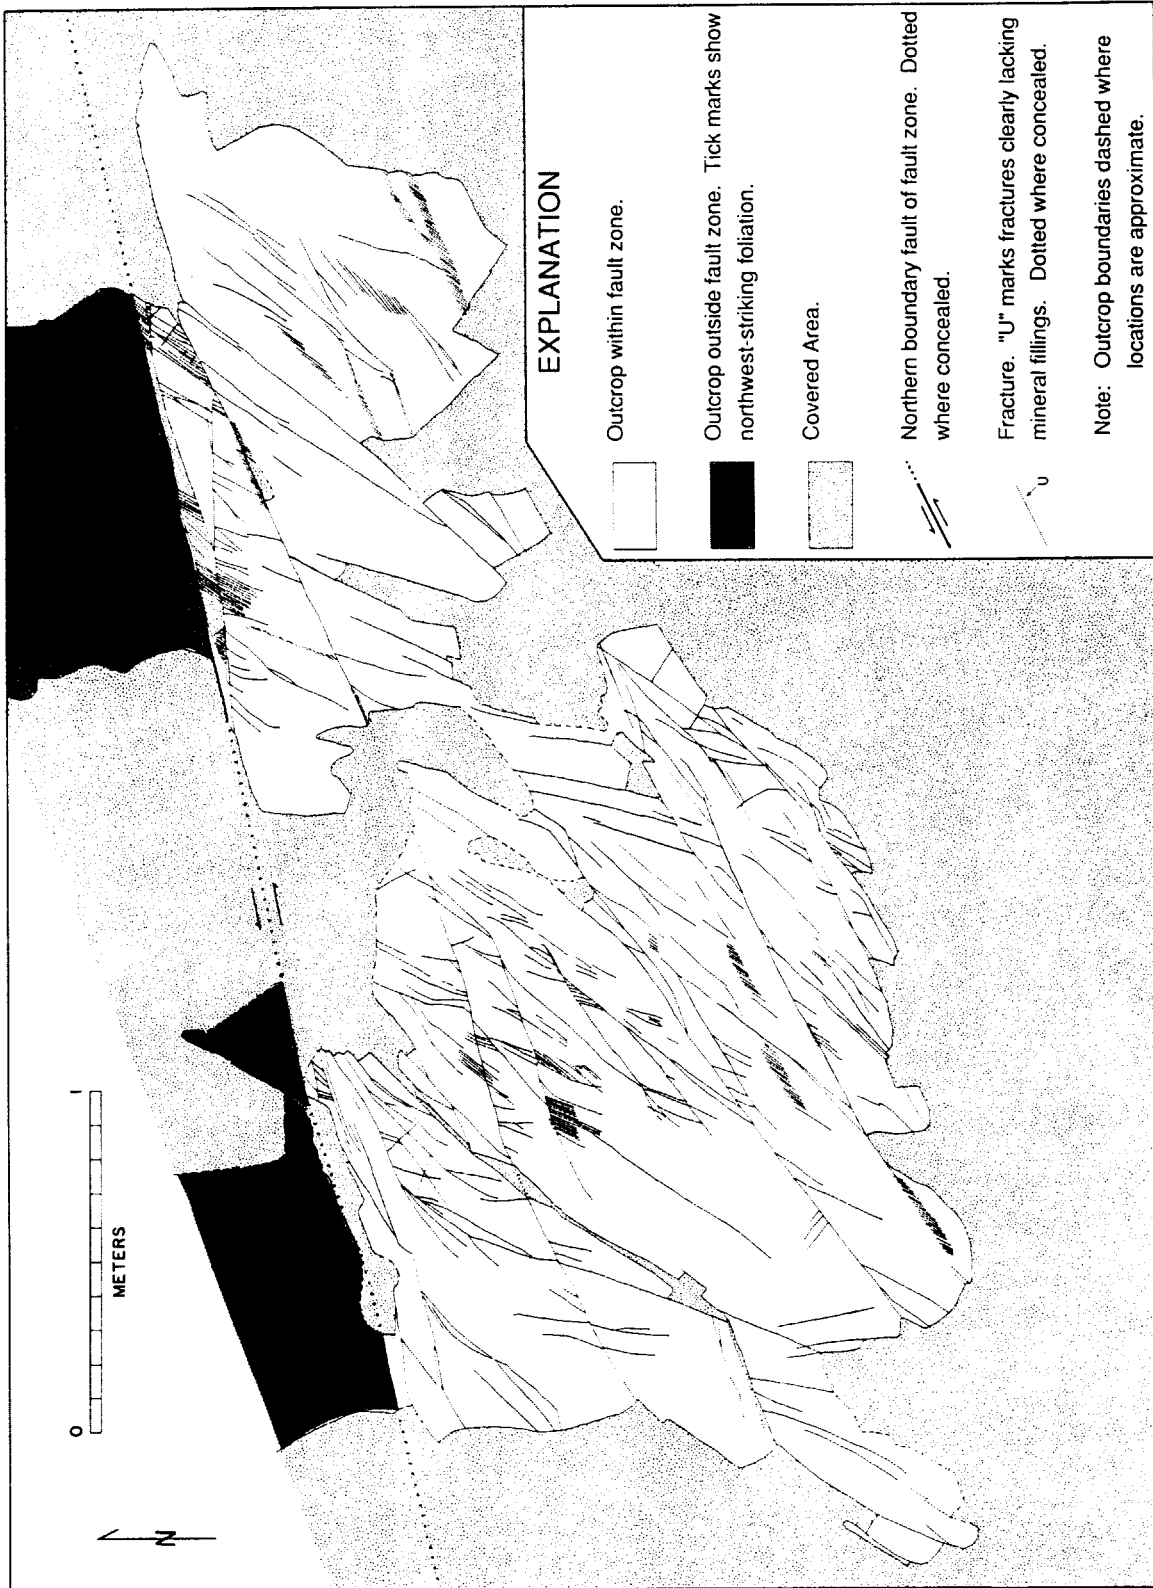 0
1
METERS
N
EXPLANATION
Outcrop within fault zone.
Outcrop outside fault zone. Tick marks show
northwest-striking foliation.
Covered Area.
Northern boundary fault of fault zone. Dotted
where concealed.
U
Fracture. "U" marks fractures clearly lacking
mineral fillings. Dotted where concealed.
Note: Outcrop boundaries dashed where
locations are approximate.